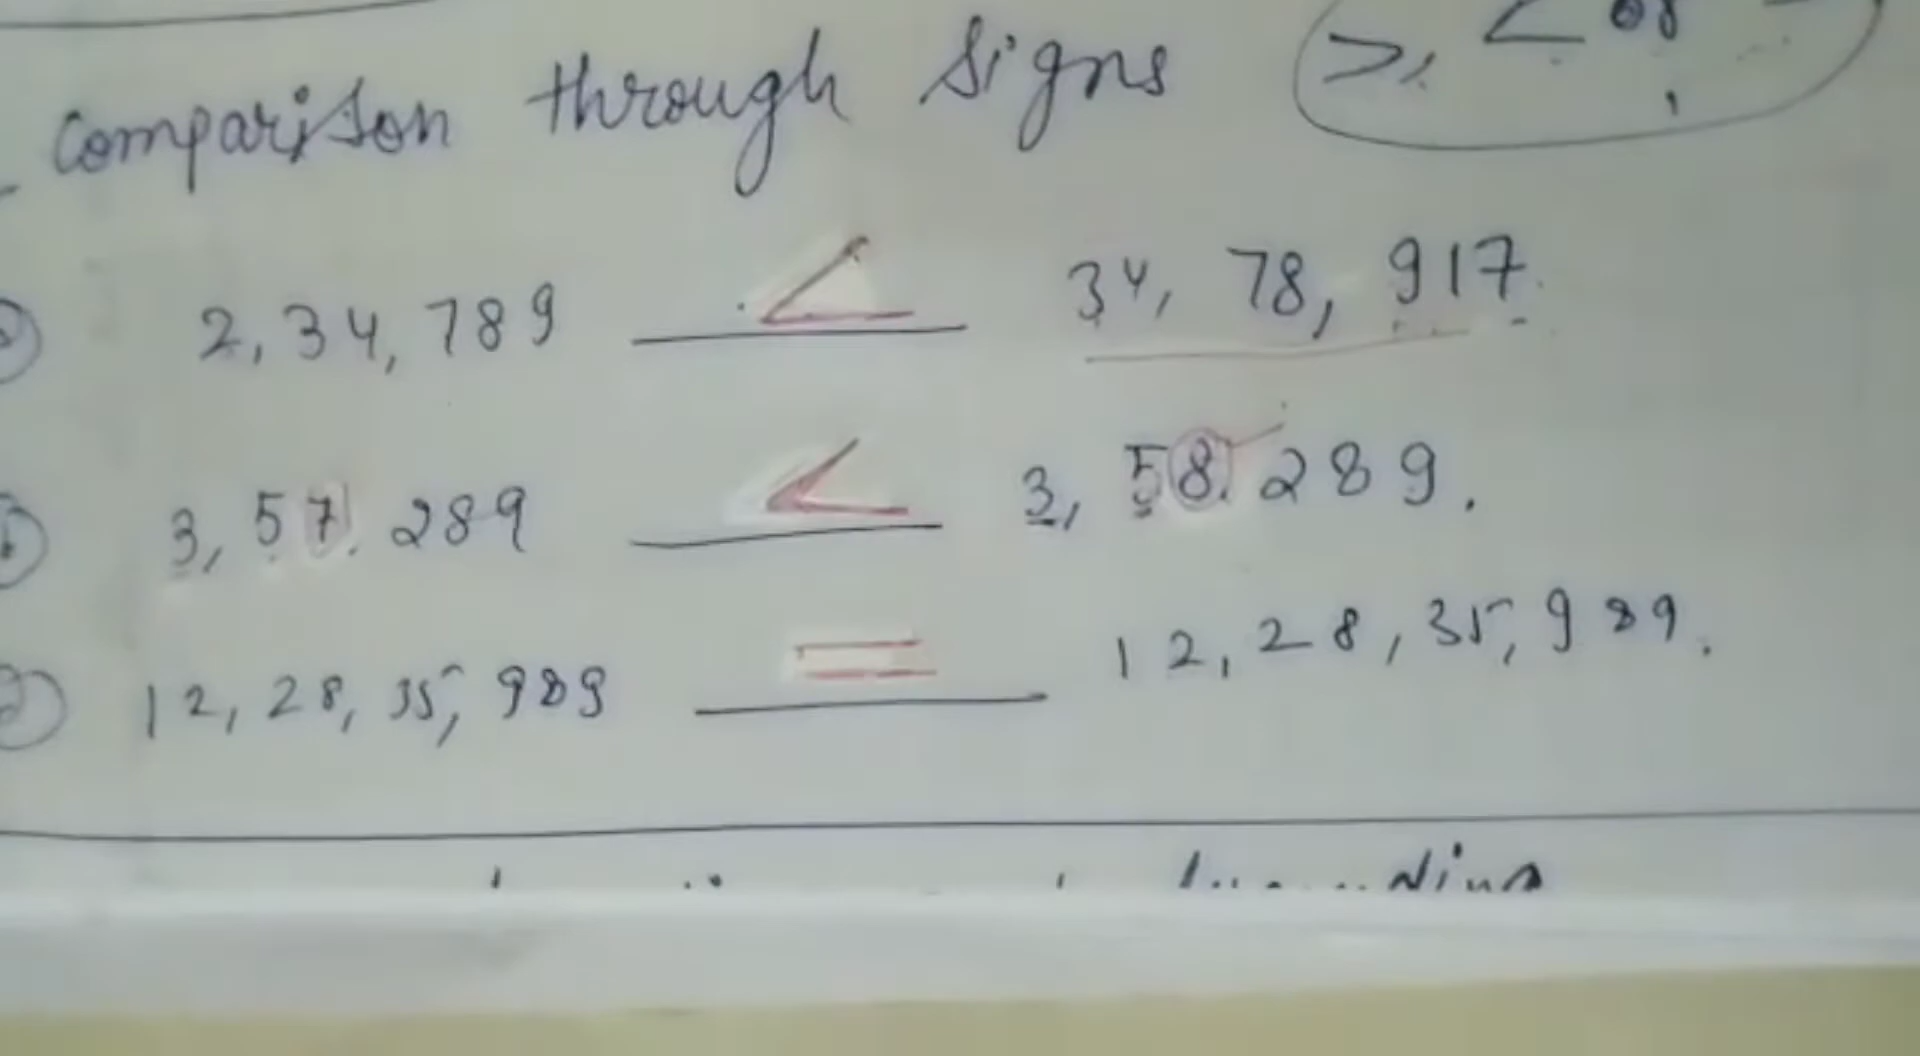 Comparison through signs >, < or
2,34,789 < 34, 78, 917.
3, 57, 289 < 3, 58, 289.
12, 28, 35, 989 = 12, 28, 35, 989.